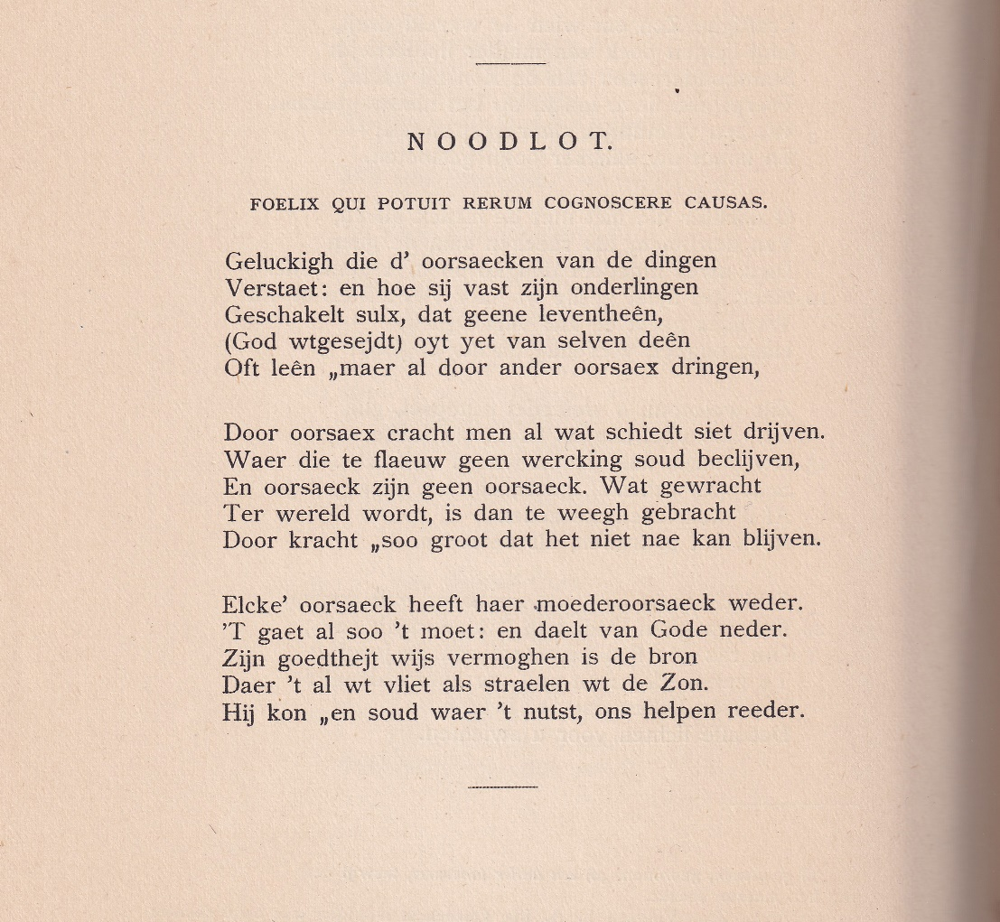 NOODLOT.
FOELIX QUI POTUIT RERUM COGNOSCERE CAUSAS.
Geluckigh die d’ oorsaecken van de dingen
Verstaet: en hoe sij vast zijn onderlingen
Geschakelt sulx, dat geene leventheên,
(God wtgesejdt) oyt yet van selven deên
Oft leên „maer al door ander oorsaex dringen,
Door oorsaex cracht men al wat schiedt siet drijven.
Waer die te flaeuw geen wercking soud beclijven,
En oorsaeck zijn geen oorsaeck. Wat gewracht
Ter wereld wordt, is dan te weegh gebracht
Door kracht „soo groot dat het niet nae kan blijven.
Elcke’ oorsaeck heeft haer moederoorsaeck weder.
’T gaet al soo ’t moet: en daelt van Gode neder.
Zijn goedthejt wijs vermoghen is de bron
Daer ’t al wt vliet als straelen wt de Zon.
Hij kon „en soud waer ’t nutst, ons helpen reeder.